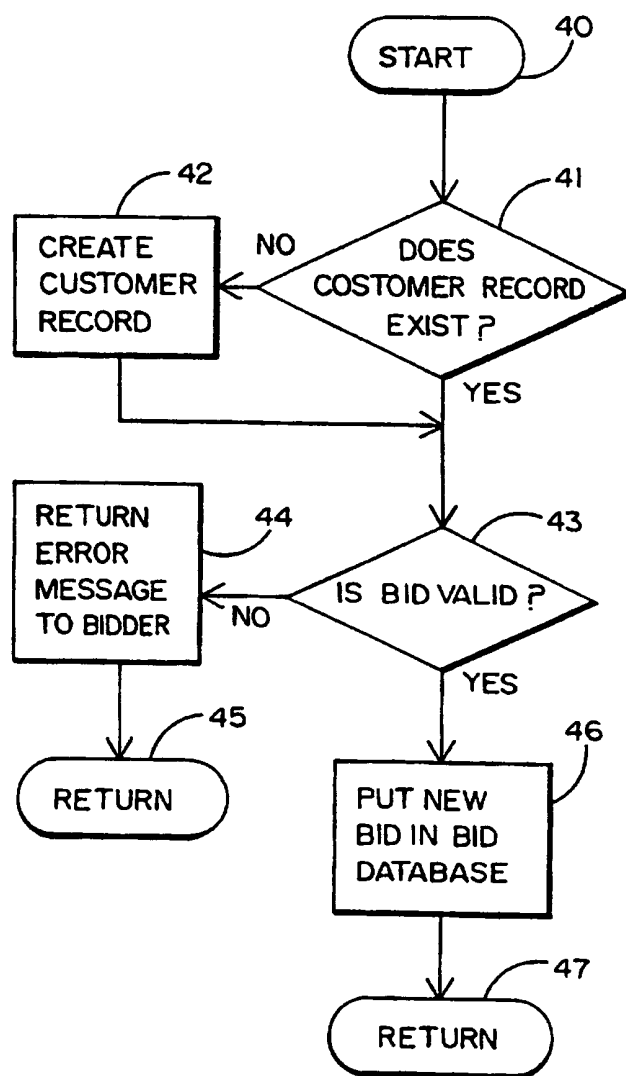 40
START
42
41
CREATE
CUSTOMER
RECORD
NO
DOES
COSTOMER RECORD
EXIST?
YES
RETURN
ERROR
MESSAGE
TO BIDDER
44
43
NO
IS BID VALID?
YES
45
RETURN
46
PUT NEW
BID IN BID
DATABASE
47
RETURN